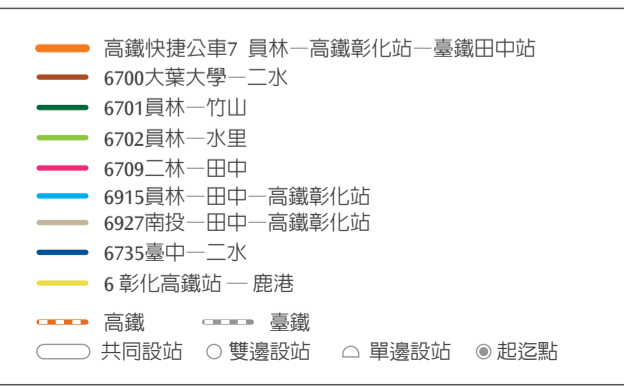 高鐵快捷公車7 員林—高鐵彰化站—臺鐵田中站
6700大葉大學—二水
6701員林—竹山
6702員林—水里
6709二林—田中
6915員林—田中—高鐵彰化站
6927南投—田中—高鐵彰化站
6735臺中—二水
6 彰化高鐵站 — 鹿港
高鐵 臺鐵
共同設站 雙邊設站 單邊設站 起迄點